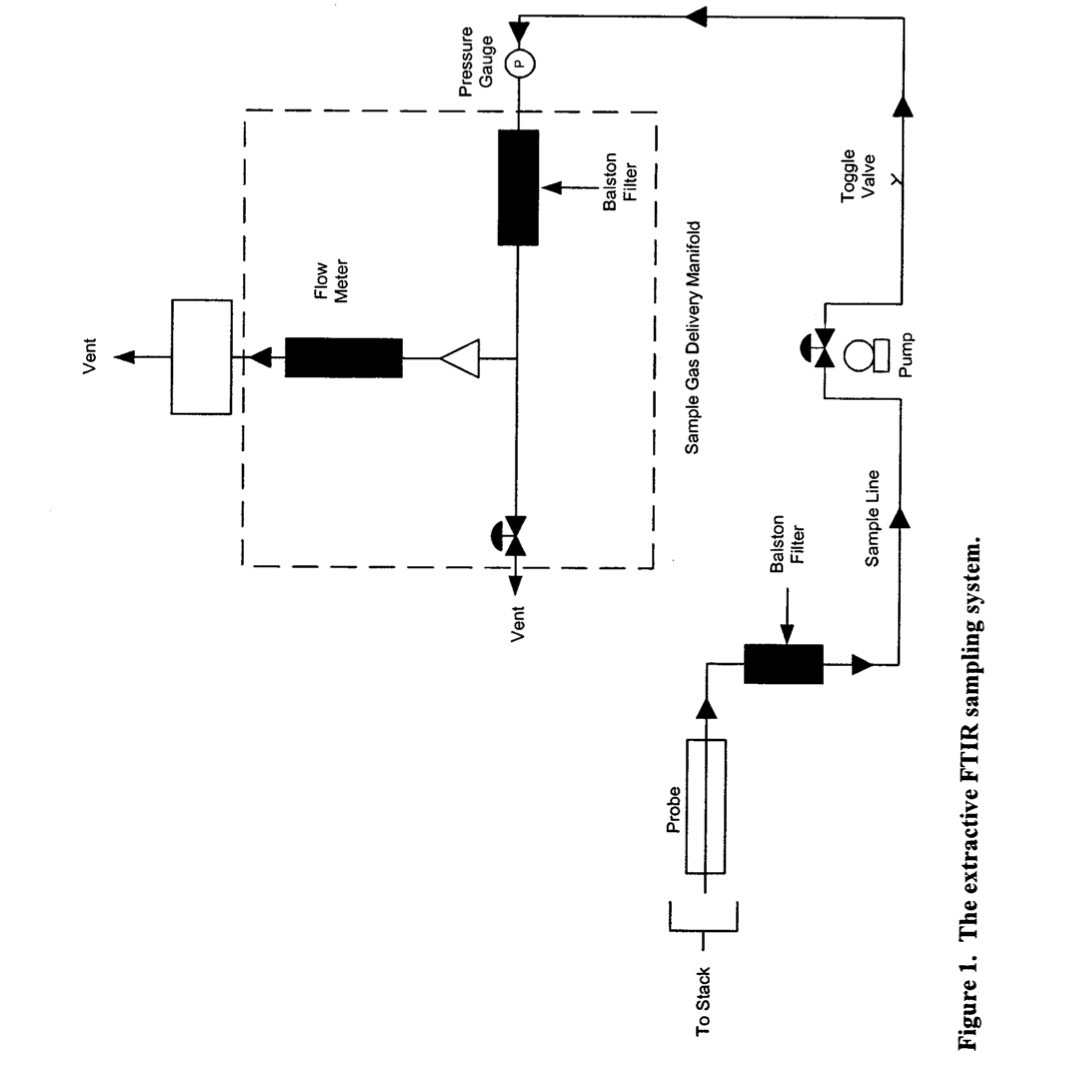 Vent
Flow
Meter
Pressure
Gauge
P
Balston
Filter
Vent
Sample Gas Delivery Manifold
Toggle
Valve
Pump
Sample Line
Balston
Filter
Probe
To Stack
Figure 1. The extractive FTIR sampling system.